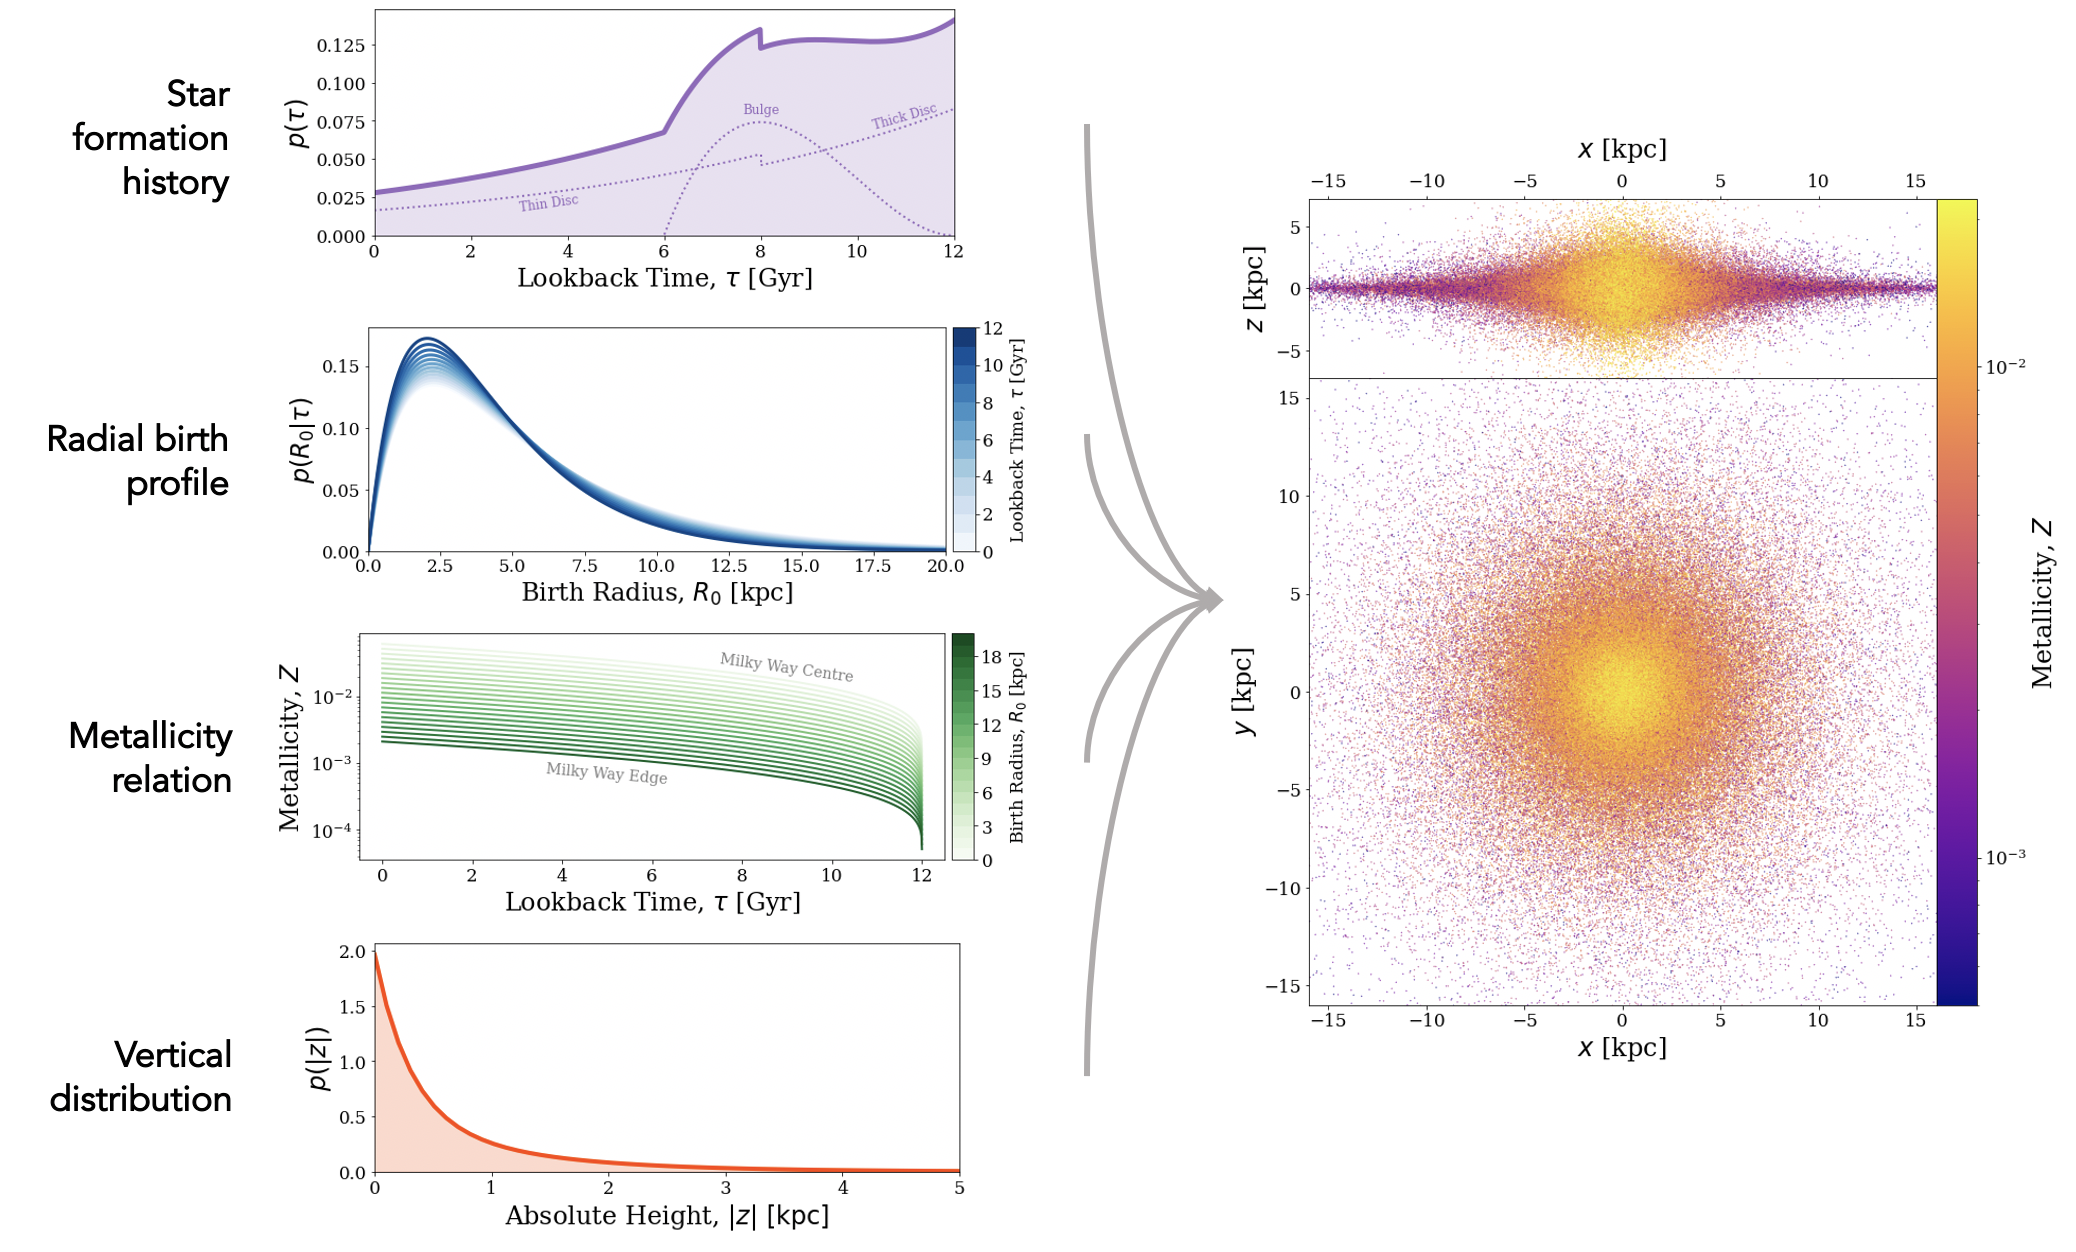 Star
formation
history
p(τ)
0.125
0.100
0.075
0.050
0.025
0.000
Bulge
Thick Disc
Thin Disc
0 2 4 6 8 10 12
Lookback Time, τ [Gyr]
Radial birth
profile
p(R₀|τ)
0.15
0.10
0.05
0.00
0.0 2.5 5.0 7.5 10.0 12.5 15.0 17.5 20.0
Birth Radius, R₀ [kpc]
12
10
8
6
4
2
0
Lookback Time, τ [Gyr]
Metallicity
relation
Metallicity, Z
10⁻²
10⁻³
10⁻⁴
Milky Way Centre
Milky Way Edge
0 2 4 6 8 10 12
Lookback Time, τ [Gyr]
18
15
12
9
6
3
0
Birth Radius, R₀ [kpc]
Vertical
distribution
p(|z|)
2.0
1.5
1.0
0.5
0.0
0 1 2 3 4 5
Absolute Height, |z| [kpc]
x [kpc]
−15 −10 −5 0 5 10 15
z [kpc]
5
0
−5
y [kpc]
15
10
5
0
−5
−10
−15
−15 −10 −5 0 5 10 15
x [kpc]
10⁻²
10⁻³
Metallicity, Z